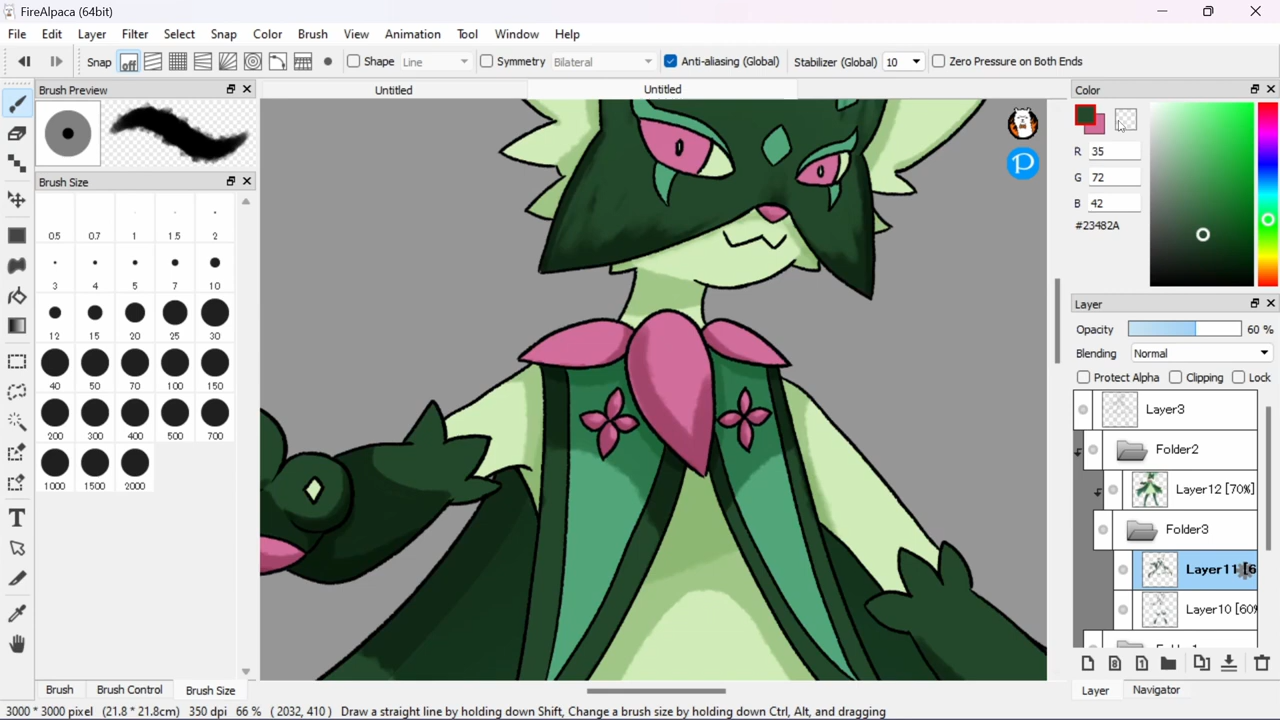 FireAlpaca (64bit)
File Edit Layer Filter Select Snap Color Brush View Animation Tool Window Help
Snap off Shape Line Symmetry Bilateral Anti-aliasing (Global) Stabilizer (Global) 10 Zero Pressure on Both Ends
Brush Preview
Untitled Untitled
Color
R 35
G 72
B 42
#23482A
Brush Size
0.5 0.7 1 1.5 2
3 4 5 7 10
12 15 20 25 30
40 50 70 100 150
200 300 400 500 700
1000 1500 2000
Layer
Opacity 60 %
Blending Normal
Protect Alpha Clipping Lock
Layer3
Folder2
Layer12 [70%]
Folder3
Layer11 [6
Layer10 [60%
Brush Brush Control Brush Size
Layer Navigator
3000 * 3000 pixel (21.8 * 21.8cm) 350 dpi 66 % ( 2032, 410 ) Draw a straight line by holding down Shift, Change a brush size by holding down Ctrl, Alt, and dragging